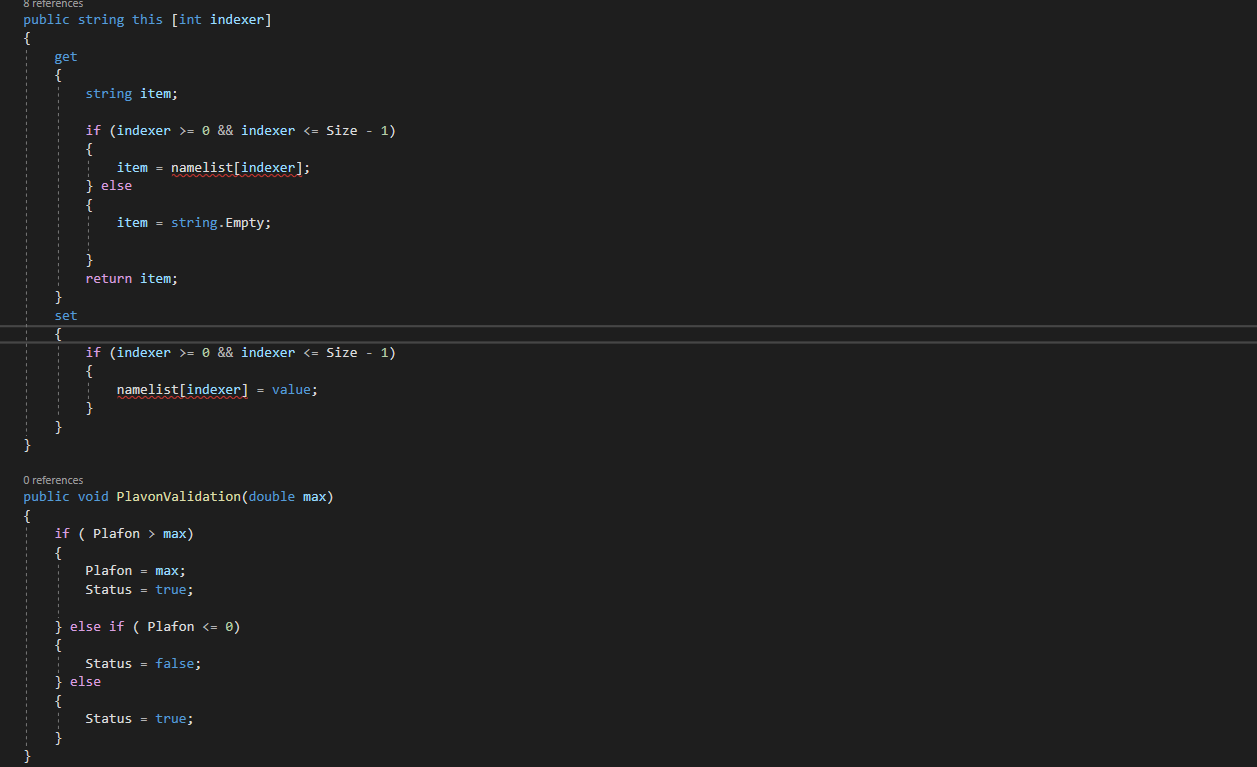 8 references
public string this [int indexer]
{
get
{
string item;
if (indexer >= 0 && indexer <= Size - 1)
{
item = namelist[indexer];
} else
{
item = string.Empty;
}
return item;
}
set
{
if (indexer >= 0 && indexer <= Size - 1)
{
namelist[indexer] = value;
}
}
}
0 references
public void PlavonValidation(double max)
{
if ( Plafon > max)
{
Plafon = max;
Status = true;
} else if ( Plafon <= 0)
{
Status = false;
} else
{
Status = true;
}
}